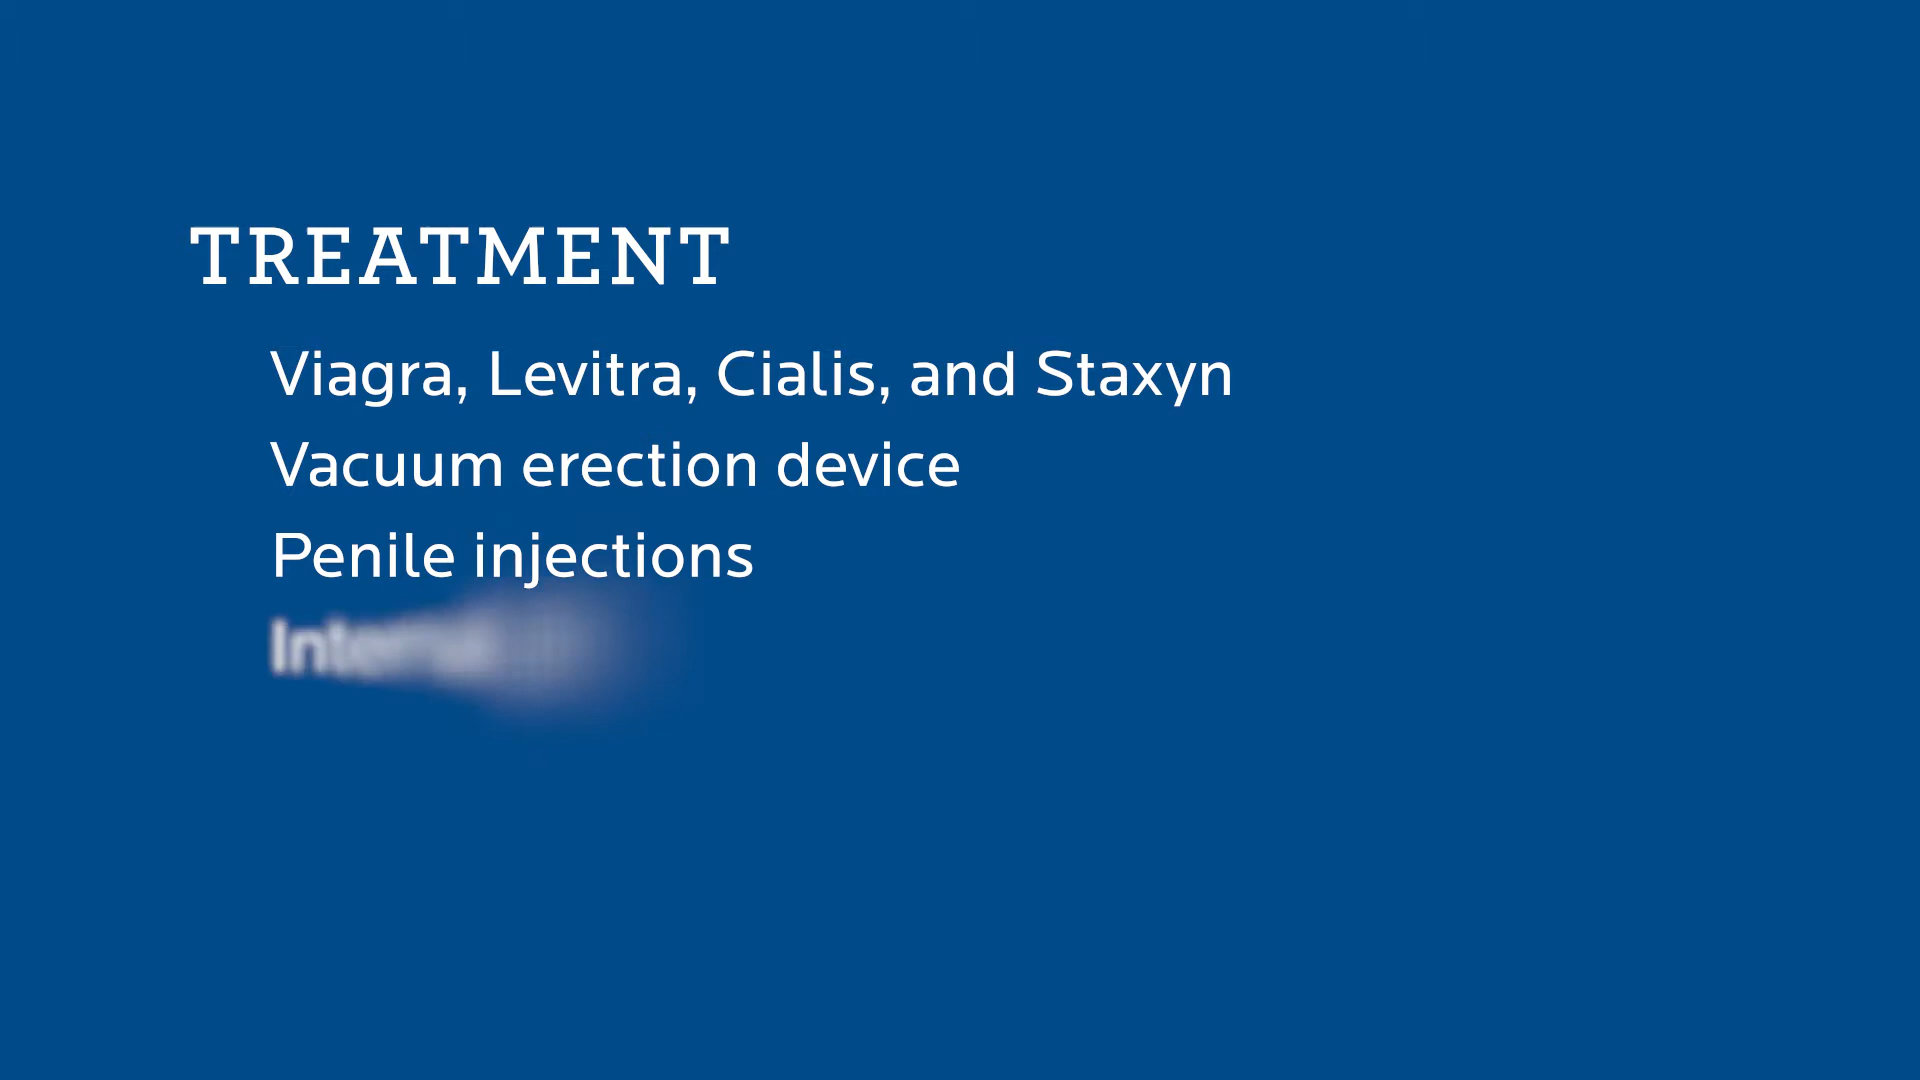 TREATMENT
Viagra, Levitra, Cialis, and Staxyn
Vacuum erection device
Penile injections